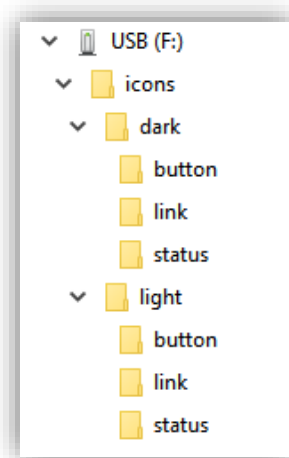 USB (F:)
icons
dark
button
link
status
light
button
link
status